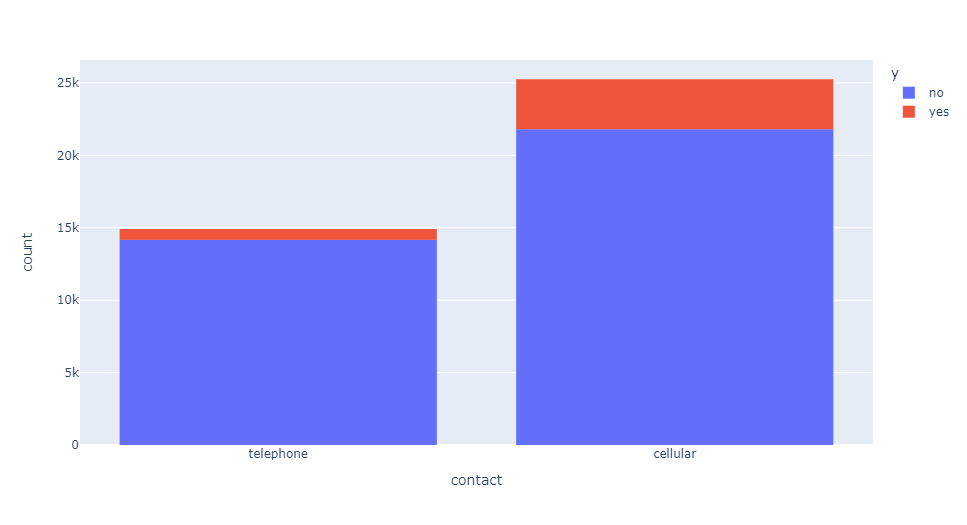 y
no
yes
25k
20k
15k
10k
5k
0
count
telephone
cellular
contact